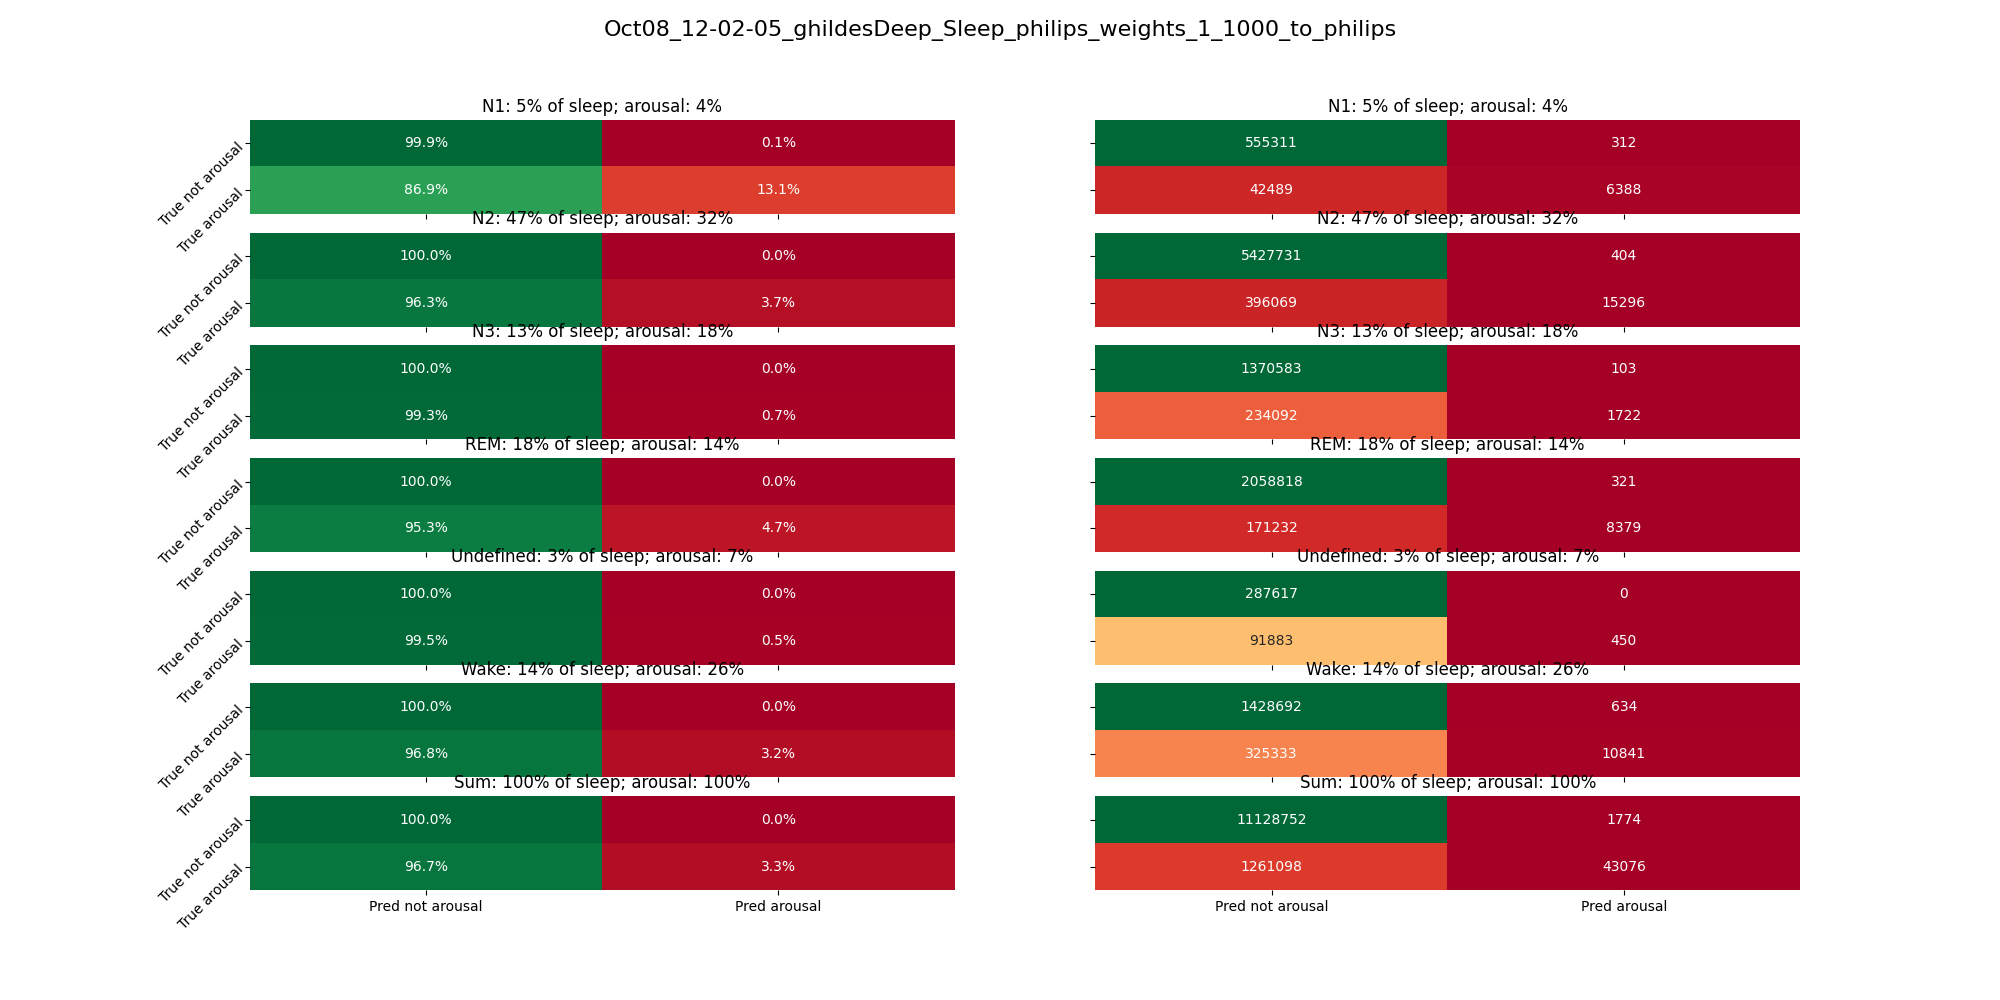 Oct08_12-02-05_ghildesDeep_Sleep_philips_weights_1_1000_to_philips
N1: 5% of sleep; arousal: 4%
N1: 5% of sleep; arousal: 4%
True not arousal
99.9%
0.1%
555311
312
True arousal
86.9%
13.1%
42489
6388
N2: 47% of sleep; arousal: 32%
N2: 47% of sleep; arousal: 32%
True not arousal
100.0%
0.0%
5427731
404
True arousal
96.3%
3.7%
396069
15296
N3: 13% of sleep; arousal: 18%
N3: 13% of sleep; arousal: 18%
True not arousal
100.0%
0.0%
1370583
103
True arousal
99.3%
0.7%
234092
1722
REM: 18% of sleep; arousal: 14%
REM: 18% of sleep; arousal: 14%
True not arousal
100.0%
0.0%
2058818
321
True arousal
95.3%
4.7%
171232
8379
Undefined: 3% of sleep; arousal: 7%
Undefined: 3% of sleep; arousal: 7%
True not arousal
100.0%
0.0%
287617
0
True arousal
99.5%
0.5%
91883
450
Wake: 14% of sleep; arousal: 26%
Wake: 14% of sleep; arousal: 26%
True not arousal
100.0%
0.0%
1428692
634
True arousal
96.8%
3.2%
325333
10841
Sum: 100% of sleep; arousal: 100%
Sum: 100% of sleep; arousal: 100%
True not arousal
100.0%
0.0%
11128752
1774
True arousal
96.7%
3.3%
1261098
43076
Pred not arousal
Pred arousal
Pred not arousal
Pred arousal